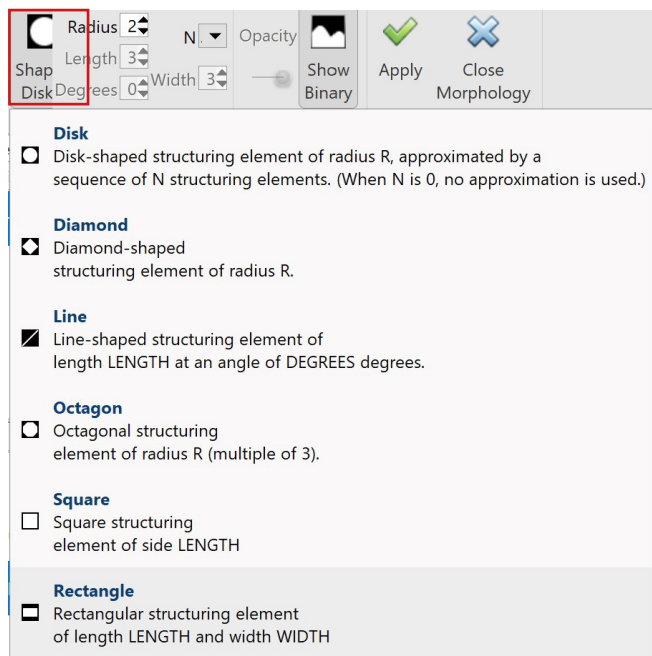 Radius 2
N
Opacity
Length 3
Width 3
Degrees 0
Shap
Disk
Show
Binary
Apply
Close
Morphology
Disk
Disk-shaped structuring element of radius R, approximated by a
sequence of N structuring elements. (When N is 0, no approximation is used.)
Diamond
Diamond-shaped
structuring element of radius R.
Line
Line-shaped structuring element of
length LENGTH at an angle of DEGREES degrees.
Octagon
Octagonal structuring
element of radius R (multiple of 3).
Square
Square structuring
element of side LENGTH
Rectangle
Rectangular structuring element
of length LENGTH and width WIDTH